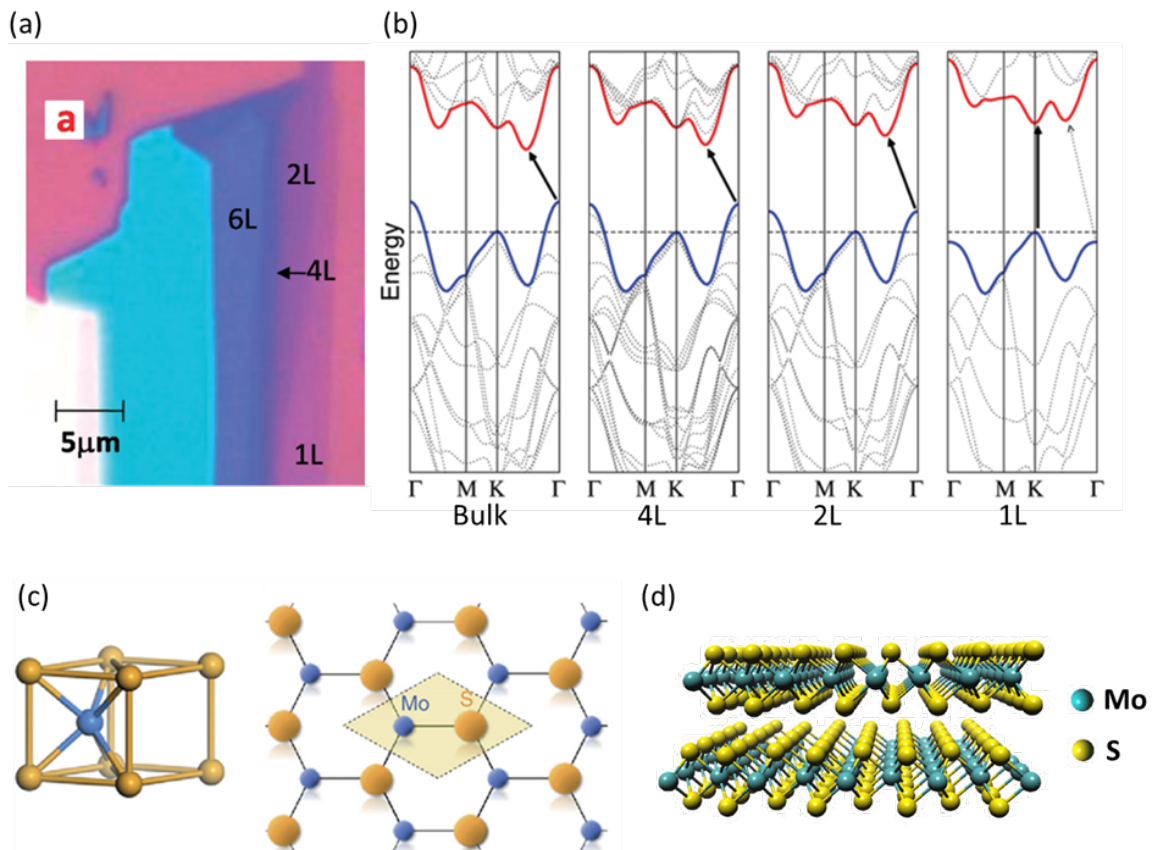 (a)
a
2L
6L
4L
5μm
1L
(b)
Energy
Γ M K Γ Γ M K Γ Γ M K Γ Γ M K Γ
Bulk 4L 2L 1L
(c)
Mo
S
(d)
Mo
S